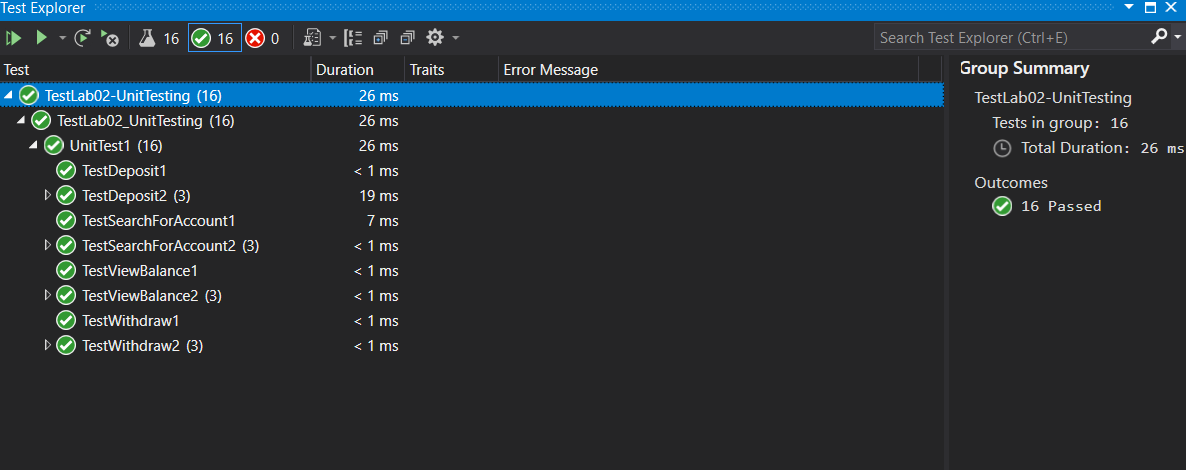 Test Explorer
16 16 0
Search Test Explorer (Ctrl+E)
Test Duration Traits Error Message
TestLab02-UnitTesting (16) 26 ms
TestLab02_UnitTesting (16) 26 ms
UnitTest1 (16) 26 ms
TestDeposit1 < 1 ms
TestDeposit2 (3) 19 ms
TestSearchForAccount1 7 ms
TestSearchForAccount2 (3) < 1 ms
TestViewBalance1 < 1 ms
TestViewBalance2 (3) < 1 ms
TestWithdraw1 < 1 ms
TestWithdraw2 (3) < 1 ms
Group Summary
TestLab02-UnitTesting
Tests in group: 16
Total Duration: 26 ms
Outcomes
16 Passed